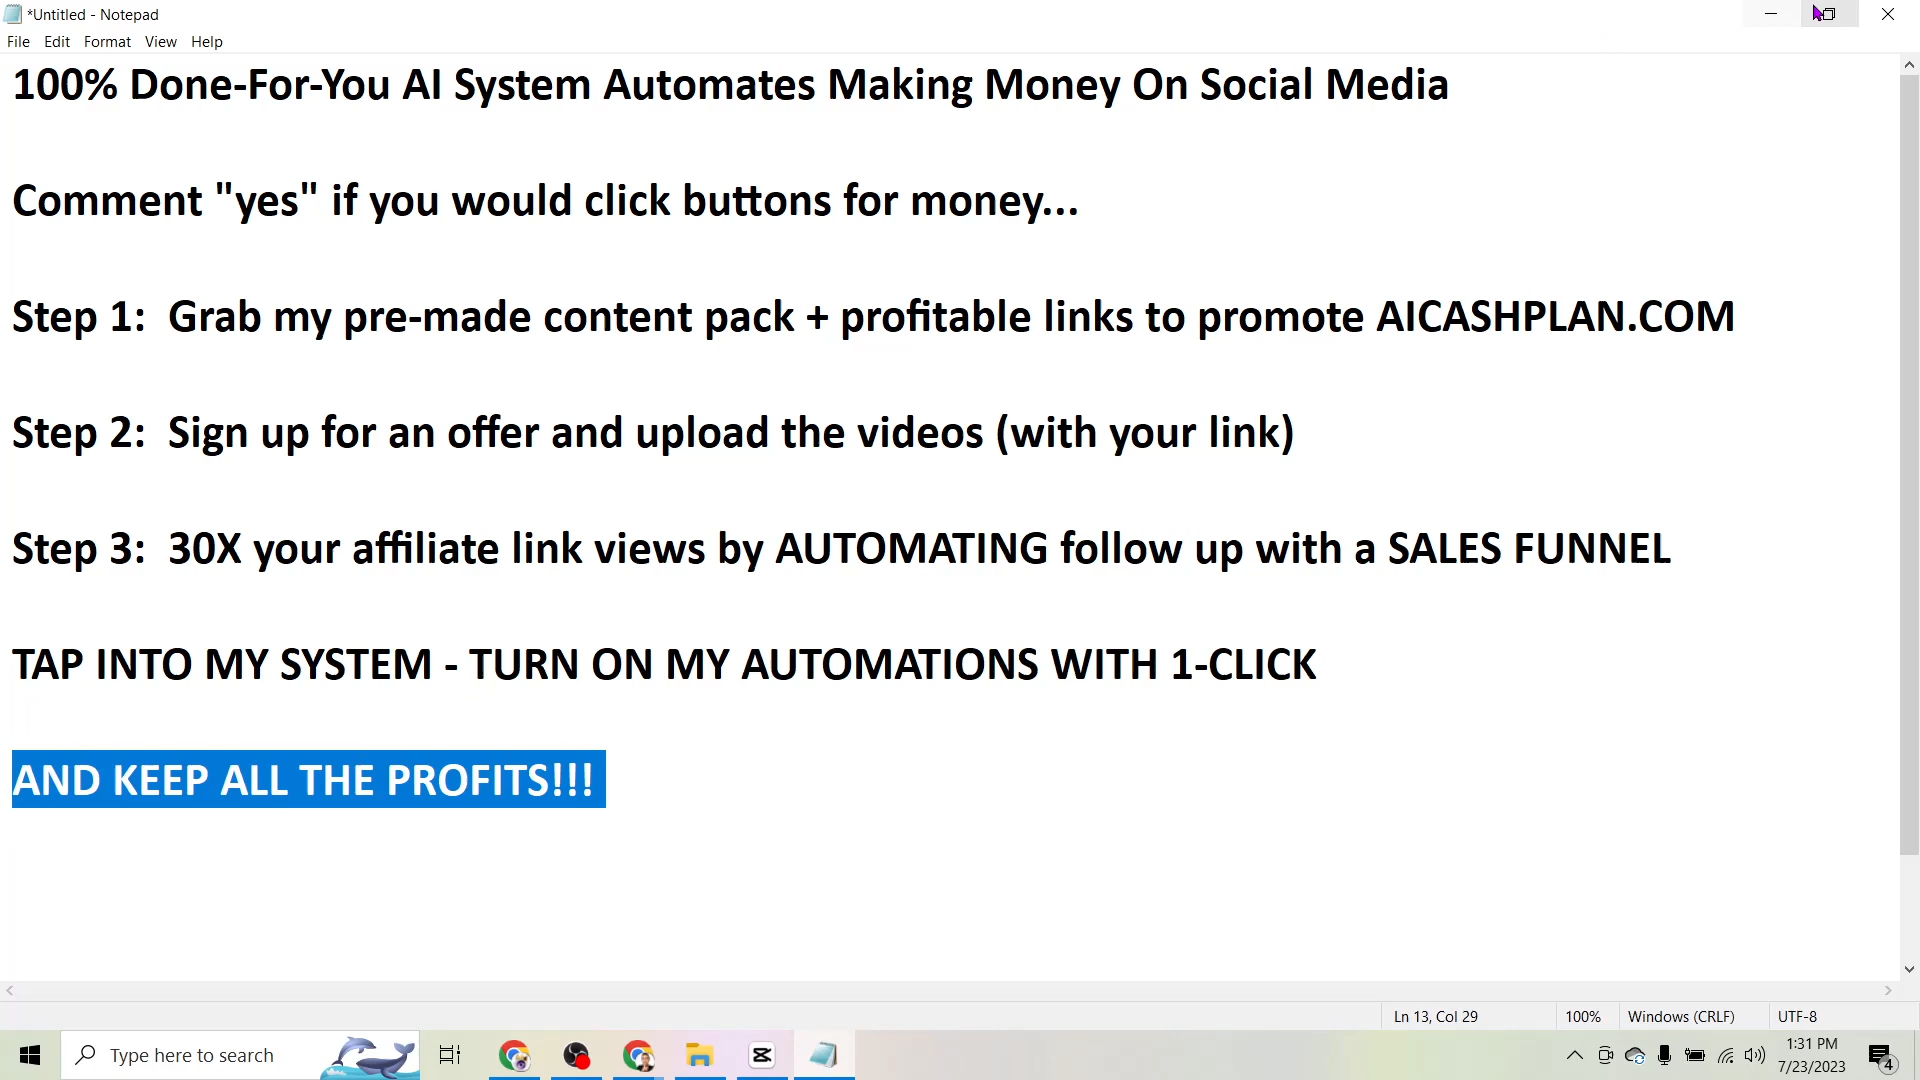 *Untitled - Notepad
File Edit Format View Help
100% Done-For-You AI System Automates Making Money On Social Media
Comment "yes" if you would click buttons for money...
Step 1:  Grab my pre-made content pack + profitable links to promote AICASHPLAN.COM
Step 2:  Sign up for an offer and upload the videos (with your link)
Step 3:  30X your affiliate link views by AUTOMATING follow up with a SALES FUNNEL
TAP INTO MY SYSTEM - TURN ON MY AUTOMATIONS WITH 1-CLICK
AND KEEP ALL THE PROFITS!!!
Ln 13, Col 29 100% Windows (CRLF) UTF-8
Type here to search
1:31 PM
7/23/2023
4